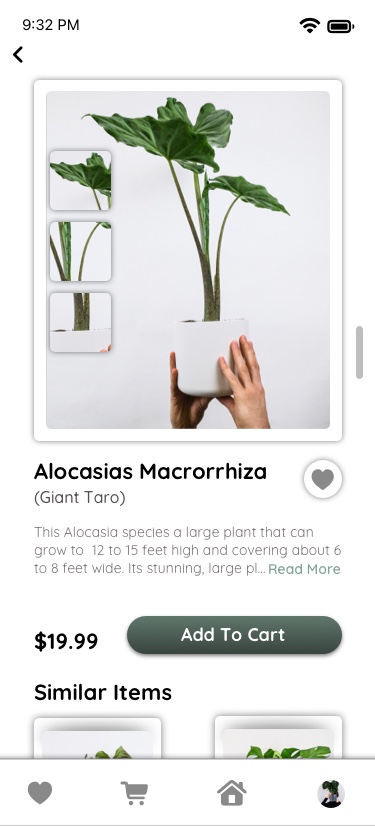 9:32 PM
Alocasias Macrorrhiza
(Giant Taro)
This Alocasia species a large plant that can
grow to 12 to 15 feet high and covering about 6
to 8 feet wide. Its stunning, large pl... Read More
$19.99
Add To Cart
Similar Items